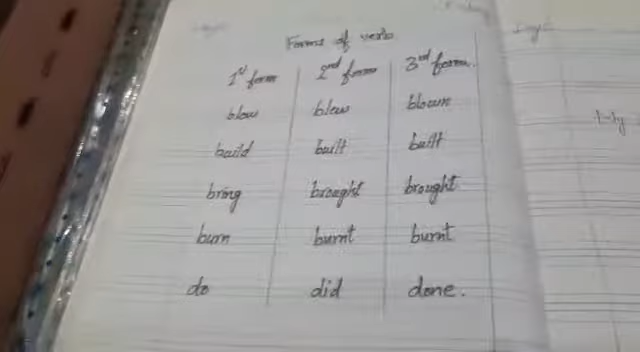 Forms of verb
1st form 2nd form 3rd form.
blow blew blown
build built built
bring brought brought
burn burnt burnt
do did done.